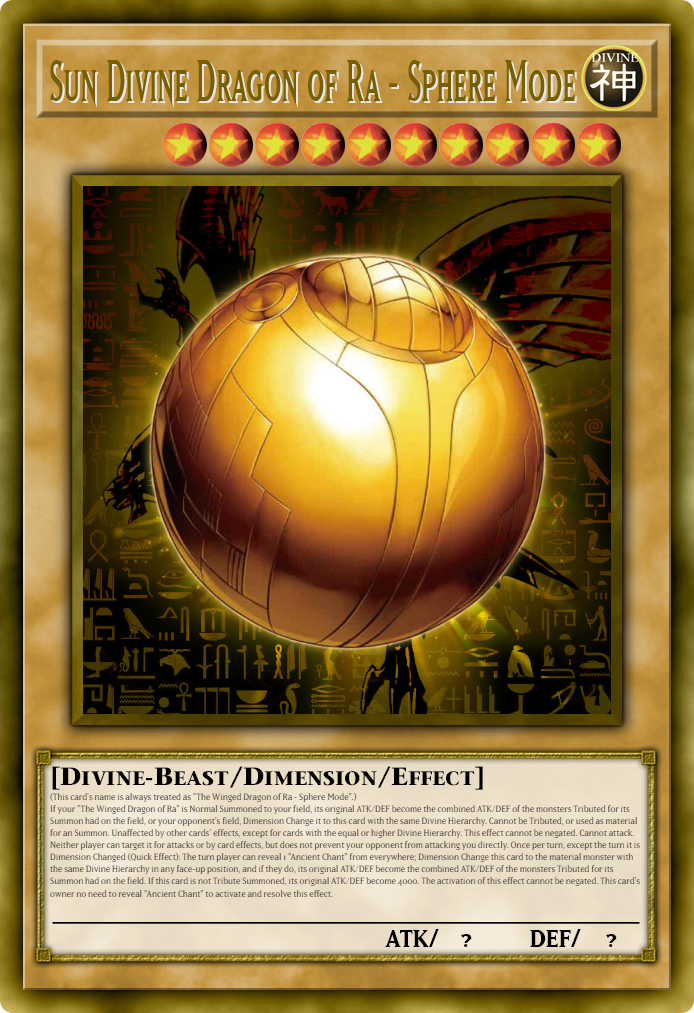 Sun Divine Dragon of Ra - Sphere Mode
DIVINE
神
[Divine-Beast/Dimension/Effect]
(This card's name is always treated as "The Winged Dragon of Ra - Sphere Mode".)
If your "The Winged Dragon of Ra" is Normal Summoned to your field, its original ATK/DEF become the combined ATK/DEF of the monsters Tributed for its
Summon had on the field, or your opponent's field, Dimension Change it to this card with the same Divine Hierarchy. Cannot be Tributed, or used as material
for an Summon. Unaffected by other cards' effects, except for cards with the equal or higher Divine Hierarchy. This effect cannot be negated. Cannot attack.
Neither player can target it for attacks or by card effects, but does not prevent your opponent from attacking you directly. Once per turn, except the turn it is
Dimension Changed (Quick Effect): The turn player can reveal 1 "Ancient Chant" from everywhere; Dimension Change this card to the material monster with
the same Divine Hierarchy in any face-up position, and if they do, its original ATK/DEF become the combined ATK/DEF of the monsters Tributed for its
Summon had on the field. If this card is not Tribute Summoned, its original ATK/DEF become 4000. The activation of this effect cannot be negated. This card's
owner no need to reveal "Ancient Chant" to activate and resolve this effect.
ATK/ ? DEF/ ?